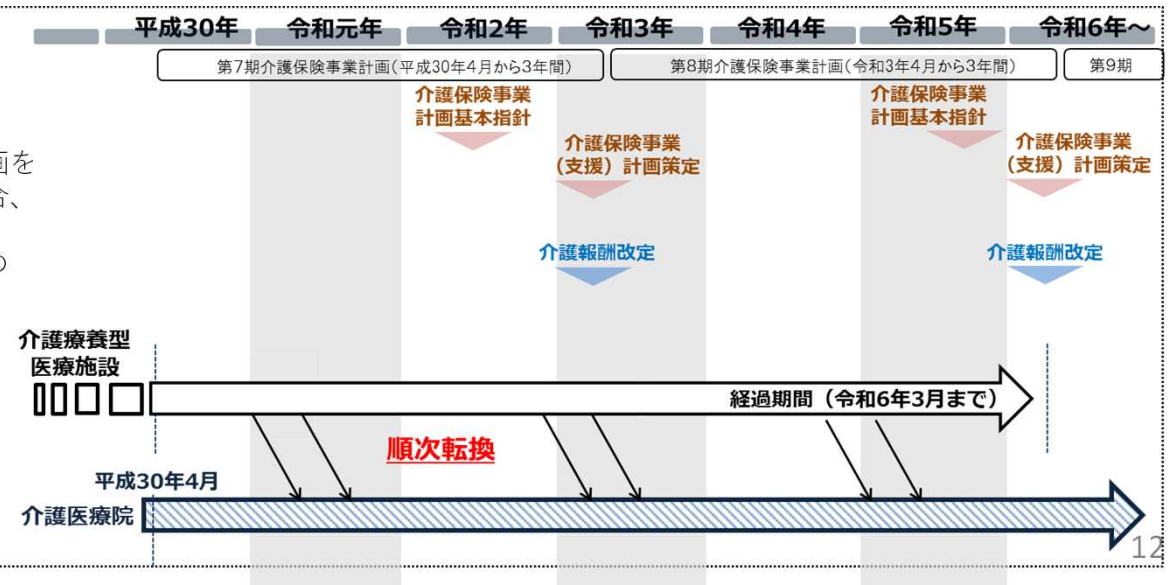 平成30年 令和元年 令和2年 令和3年 令和4年 令和5年 令和6年～
第7期介護保険事業計画(平成30年4月から3年間) 第8期介護保険事業計画(令和3年4月から3年間) 第9期
介護保険事業
計画基本指針
介護保険事業
計画基本指針
介護保険事業
（支援）計画策定
介護保険事業
（支援）計画策定
画を
合、
の
介護報酬改定 介護報酬改定
介護療養型
医療施設
経過期間（令和6年3月まで）
順次転換
平成30年4月
介護医療院
12